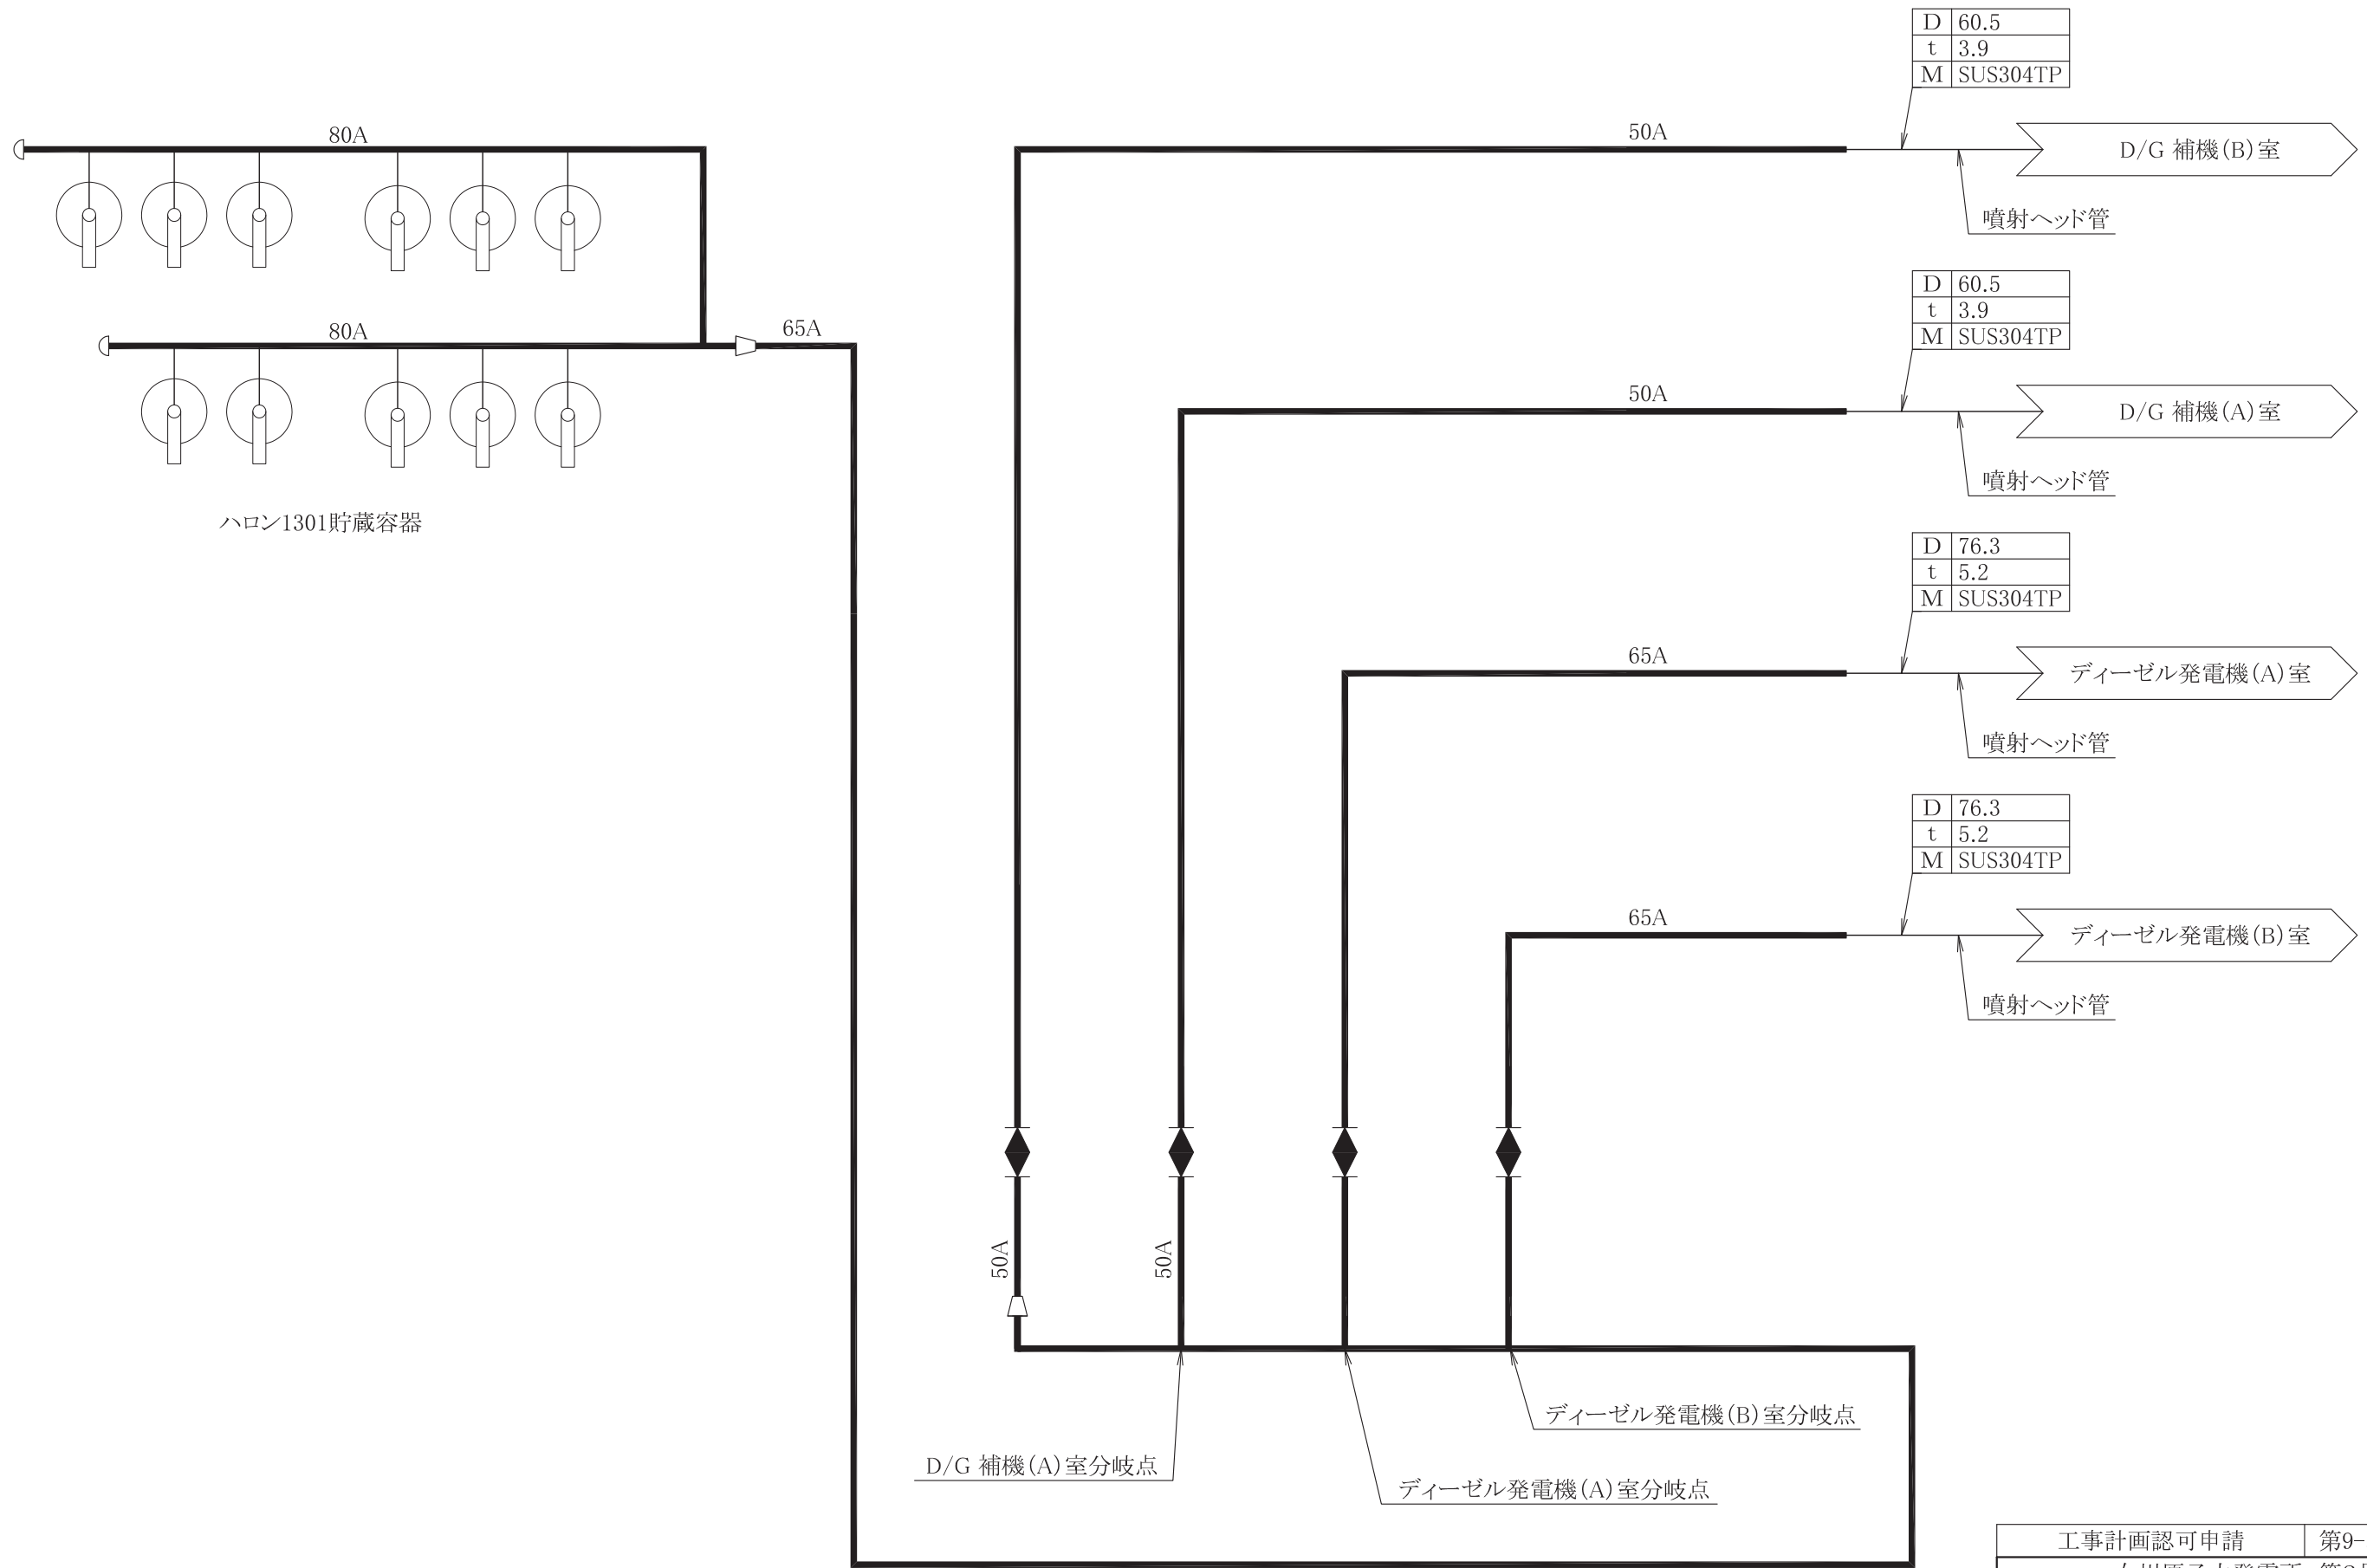 D 60.5
t 3.9
M SUS304TP
80A
50A
D/G 補機(B)室
噴射ヘッド管
D 60.5
t 3.9
M SUS304TP
80A
65A
50A
D/G 補機(A)室
噴射ヘッド管
ハロン1301貯蔵容器
D 76.3
t 5.2
M SUS304TP
65A
ディーゼル発電機(A)室
噴射ヘッド管
D 76.3
t 5.2
M SUS304TP
65A
ディーゼル発電機(B)室
噴射ヘッド管
50A
50A
ディーゼル発電機(B)室分岐点
D/G 補機(A)室分岐点
ディーゼル発電機(A)室分岐点
工事計画認可申請 第9-